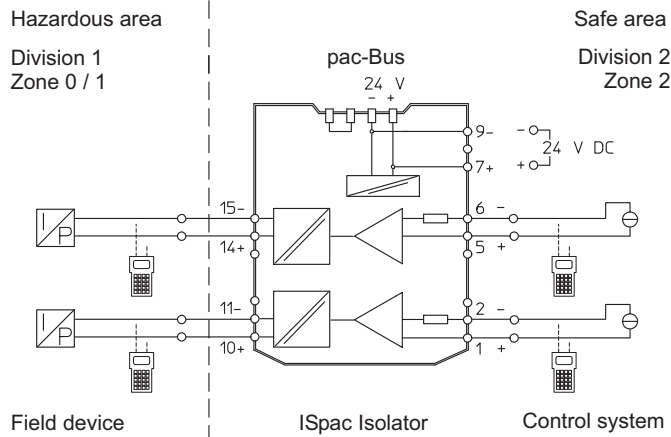 Hazardous area
Safe area
Division 1
Zone 0 / 1
Division 2
Zone 2
pac-Bus
24 V
- +
9-
-
24 V DC
7+
+
15-
6 -
14+
5 +
I/P
11-
2 -
10+
1 +
I/P
Field device
ISpac Isolator
Control system